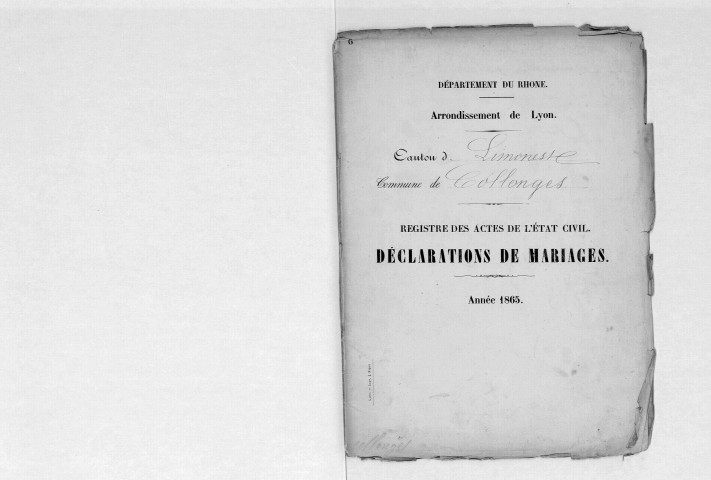 6
DÉPARTEMENT DU RHONE.
Arrondissement de Lyon.
Canton de Limonest
Commune de Collonges
REGISTRE DES ACTES DE L'ÉTAT CIVIL.
DÉCLARATIONS DE MARIAGES.
Année 1865.